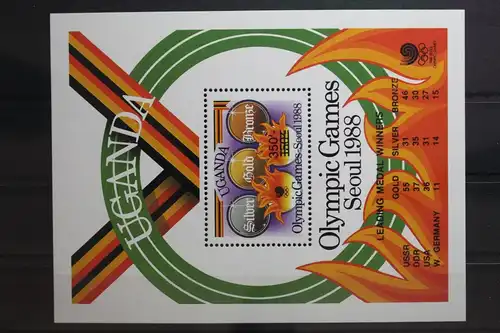 UGANDA
Silver Gold Bronze
350/-
UGANDA
Olympic Games-Seoul 1988
Olympic Games
Seoul 1988
LEADING MEDAL WINNERS
GOLD SILVER BRONZE
USSR 55 31 46
DDR 37 35 30
USA 36 31 27
W. GERMANY 11 14 15